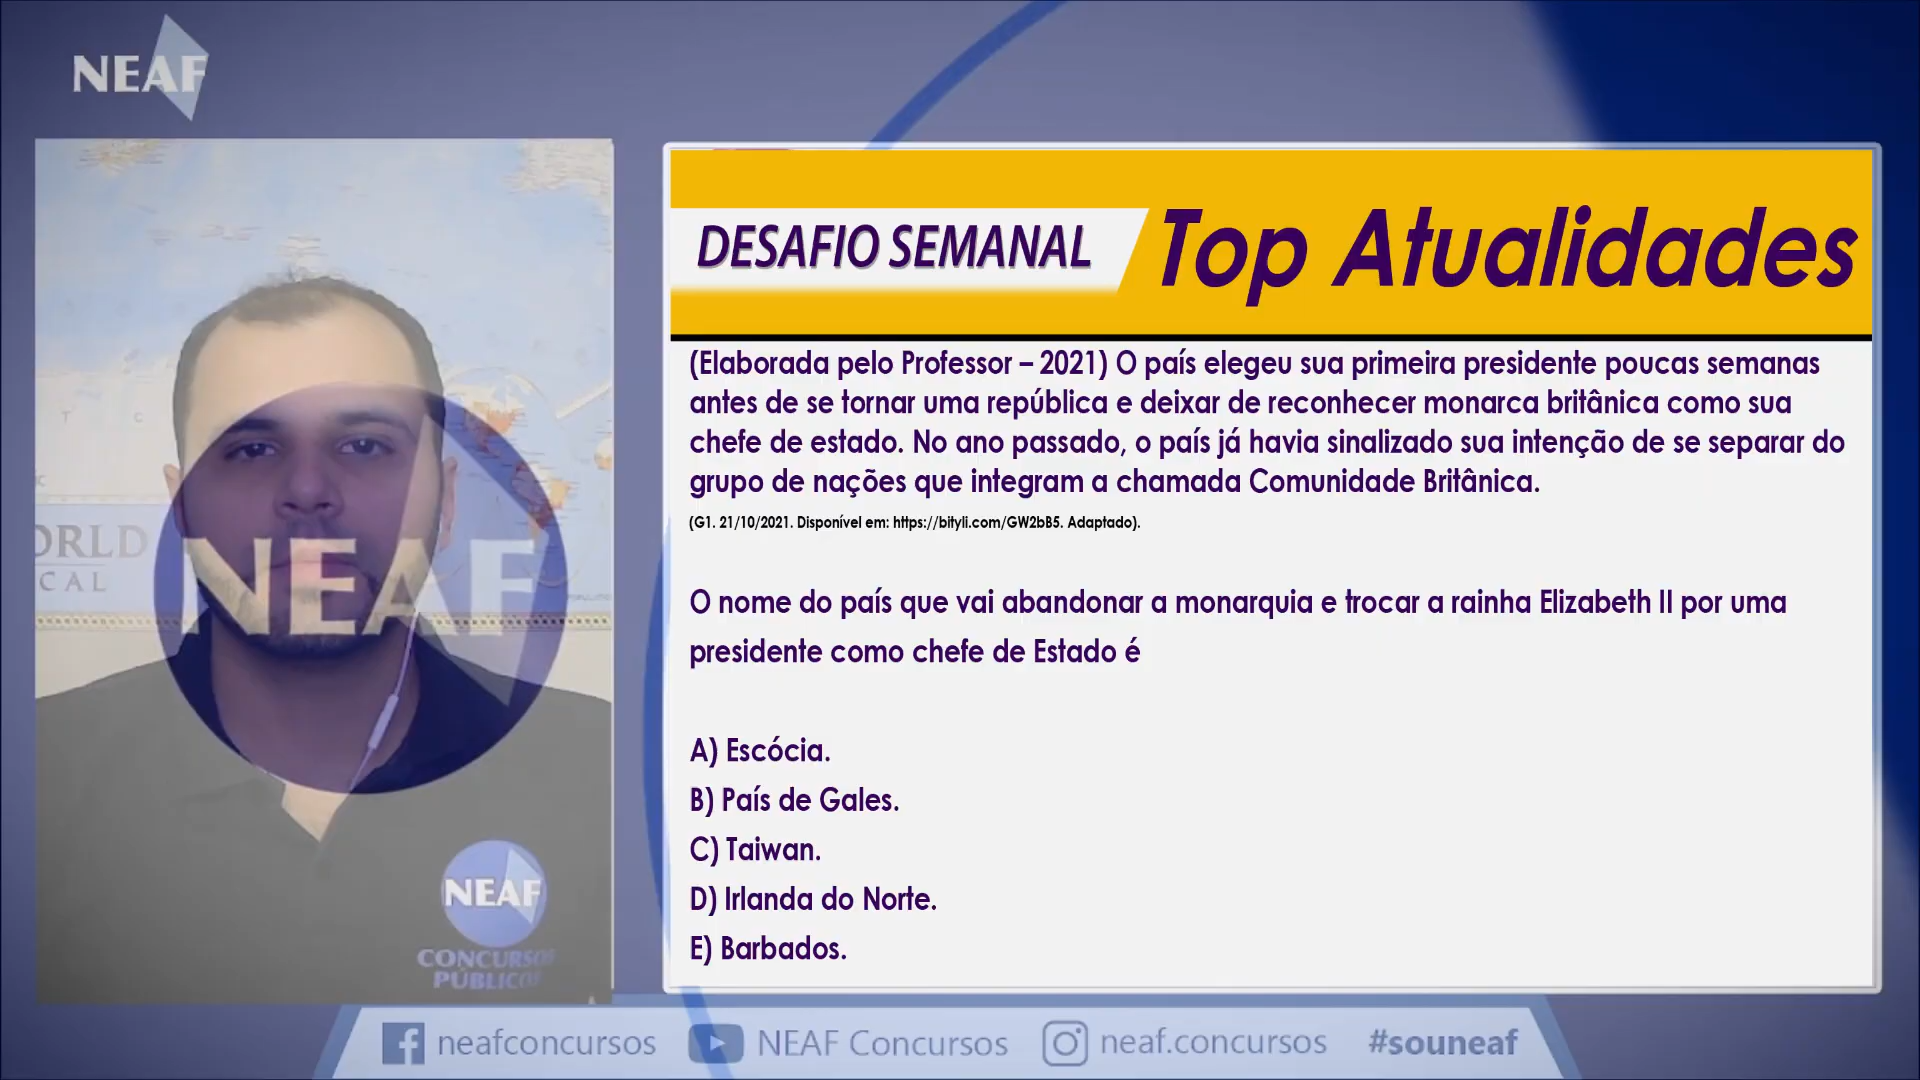 NEAF
DESAFIO SEMANAL
Top Atualidades
(Elaborada pelo Professor – 2021) O país elegeu sua primeira presidente poucas semanas
antes de se tornar uma república e deixar de reconhecer monarca britânica como sua
chefe de estado. No ano passado, o país já havia sinalizado sua intenção de se separar do
grupo de nações que integram a chamada Comunidade Britânica.
(G1. 21/10/2021. Disponível em: https://bityli.com/GW2bB5. Adaptado).
O nome do país que vai abandonar a monarquia e trocar a rainha Elizabeth II por uma
presidente como chefe de Estado é
A) Escócia.
B) País de Gales.
C) Taiwan.
D) Irlanda do Norte.
E) Barbados.
ORLD
CAL
NEAF
NEAF
CONCURSOS
PÚBLICOS
neafconcursos
NEAF Concursos
neaf.concursos
#souneaf